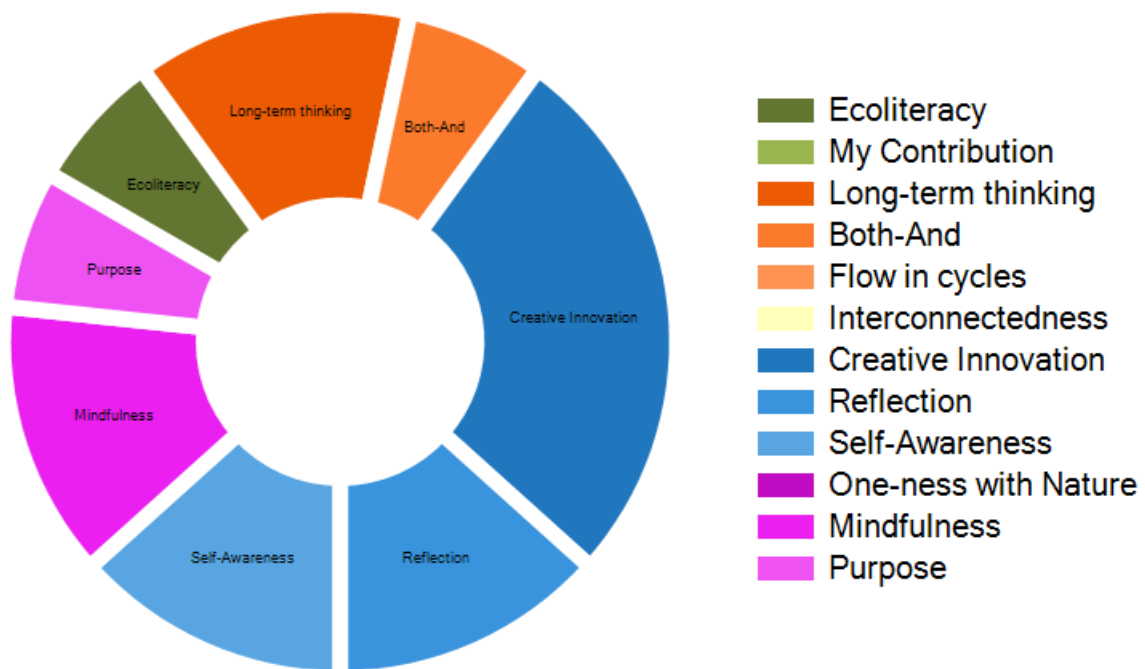 Long-term thinking
Both-And
Ecoliteracy
Purpose
Creative Innovation
Mindfulness
Self-Awareness
Reflection
Ecoliteracy
My Contribution
Long-term thinking
Both-And
Flow in cycles
Interconnectedness
Creative Innovation
Reflection
Self-Awareness
One-ness with Nature
Mindfulness
Purpose